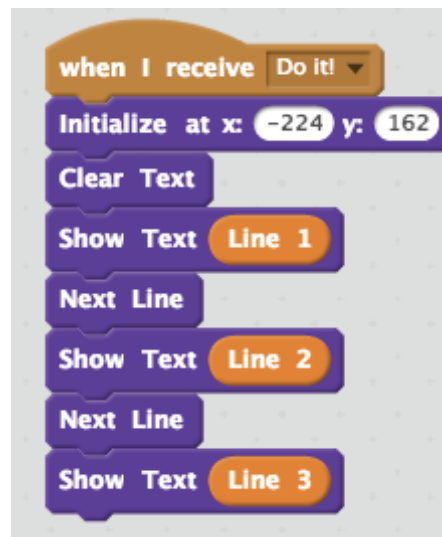 when I receive Do it!
Initialize at x: -224 y: 162
Clear Text
Show Text Line 1
Next Line
Show Text Line 2
Next Line
Show Text Line 3